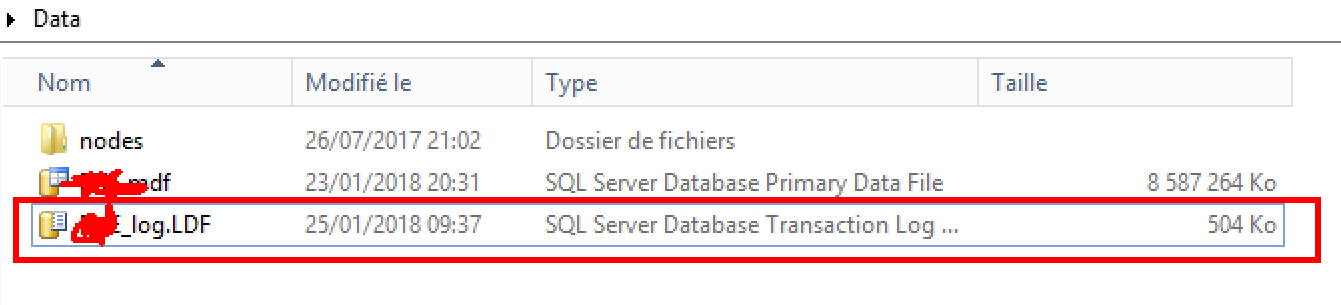 Data
Nom Modifié le Type Taille
nodes 26/07/2017 21:02 Dossier de fichiers
mdf 23/01/2018 20:31 SQL Server Database Primary Data File 8 587 264 Ko
_log.LDF 25/01/2018 09:37 SQL Server Database Transaction Log ... 504 Ko